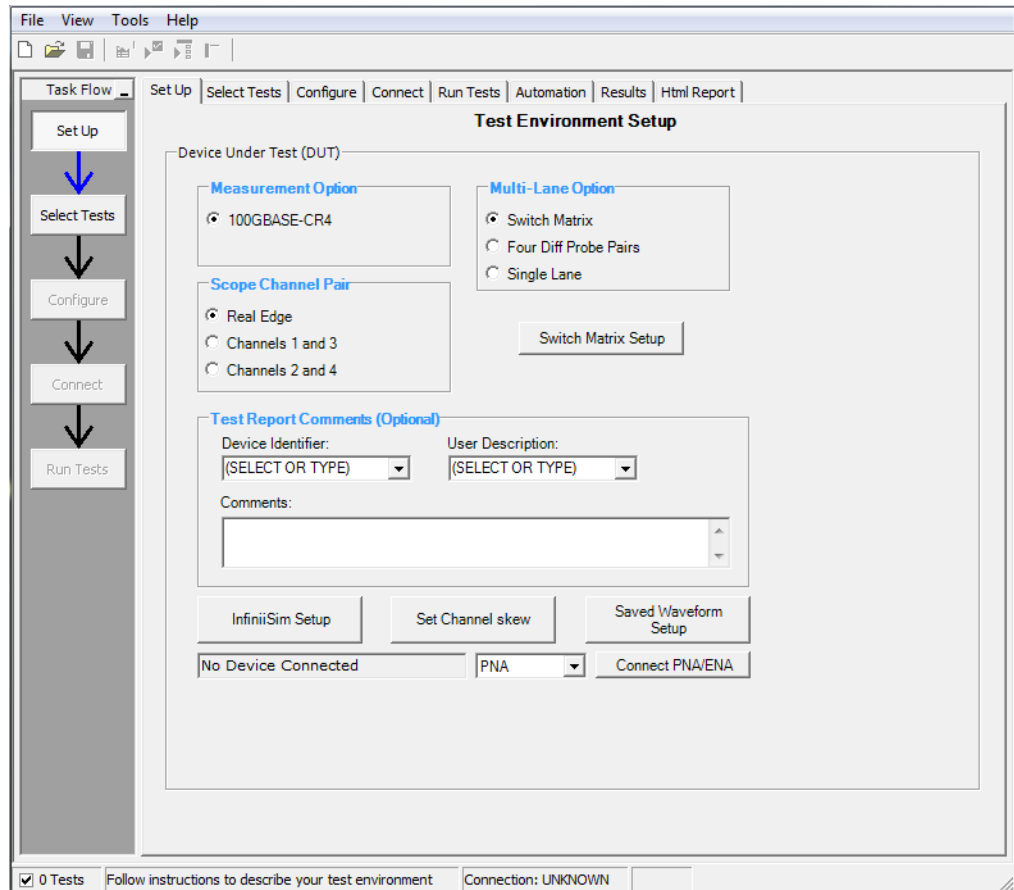 File View Tools Help
Task Flow
Set Up
Select Tests
Configure
Connect
Run Tests
Set Up Select Tests Configure Connect Run Tests Automation Results Html Report
Test Environment Setup
Device Under Test (DUT)
Measurement Option
100GBASE-CR4
Multi-Lane Option
Switch Matrix
Four Diff Probe Pairs
Single Lane
Scope Channel Pair
Real Edge
Channels 1 and 3
Channels 2 and 4
Switch Matrix Setup
Test Report Comments (Optional)
Device Identifier: User Description:
(SELECT OR TYPE) (SELECT OR TYPE)
Comments:
InfiniiSim Setup
Set Channel skew
Saved Waveform
Setup
No Device Connected PNA Connect PNA/ENA
0 Tests Follow instructions to describe your test environment Connection: UNKNOWN